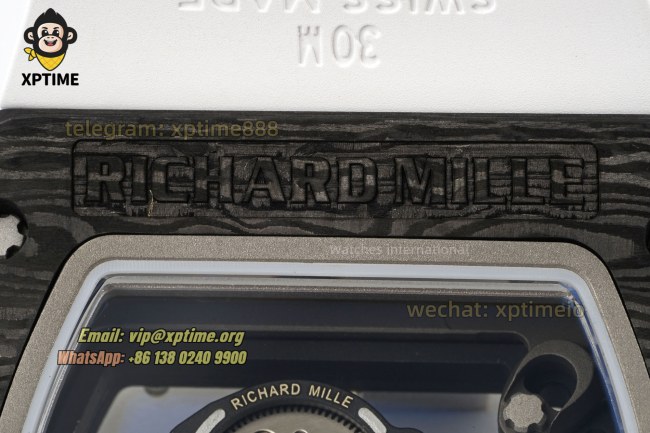 SWISS MADE
30M
XPTIME
telegram: xptime888
RICHARD MILLE
watches international
wechat: xptimeio
Email: vip@xptime.org
WhatsApp: +86 138 0240 9900
RICHARD MILLE